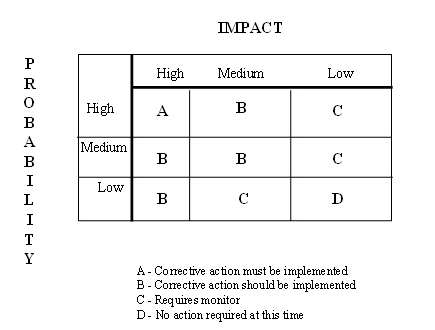 IMPACT
PROBABILITY
High Medium Low
High A B C
Medium B B C
Low B C D
A - Corrective action must be implemented
B - Corrective action should be implemented
C - Requires monitor
D - No action required at this time